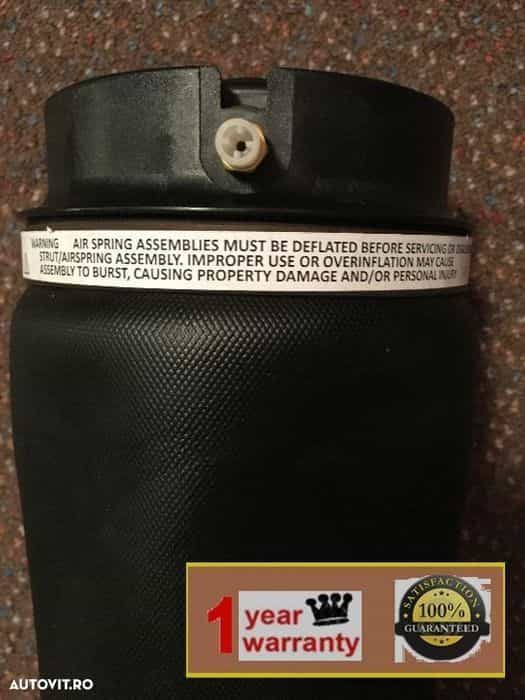 WARNING AIR SPRING ASSEMBLIES MUST BE DEFLATED BEFORE SERVICING OR
STRUT/AIRSPRING ASSEMBLY. IMPROPER USE OR OVERINFLATION MAY CAUSE
ASSEMBLY TO BURST, CAUSING PROPERTY DAMAGE AND/OR PERSONAL INJURY
1 year
warranty
SATISFACTION
100%
GUARANTEED
AUTOVIT.RO